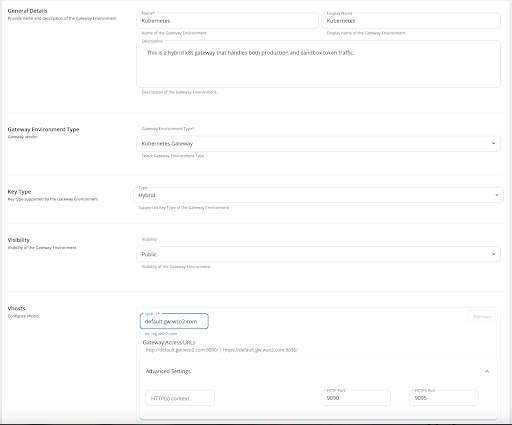 General Details
Provide name and description of the Gateway Environment
Name*
Kubernetes
Name of the Gateway Environment.
Display Name
Kubernetes
Display name of the Gateway Environment.
Description
This is a hybrid k8s gateway that handles both production and sandbox token traffic.
Description of the Gateway Environment.
Gateway Environment Type
Gateway vendor
Gateway Environment Type*
Kubernetes Gateway
Select Gateway Environment Type
Key Type
Key type supported by the Gateway Environment
Type
Hybrid
Supported Key Type of the Gateway Environment
Visibility
Visibility of the Gateway Environment
Visibility
Public
Visibility of the Gateway Environment
Vhosts
Configure vhosts
Host-1*
default.gw.wso2.com
ex: mg.wso2.com
Remove
Gateway Access URLs
http://default.gw.wso2.com:9090/ | https://default.gw.wso2.com:9095/
Advanced Settings
HTTP(s) context
HTTP Port
9090
HTTPS Port
9095